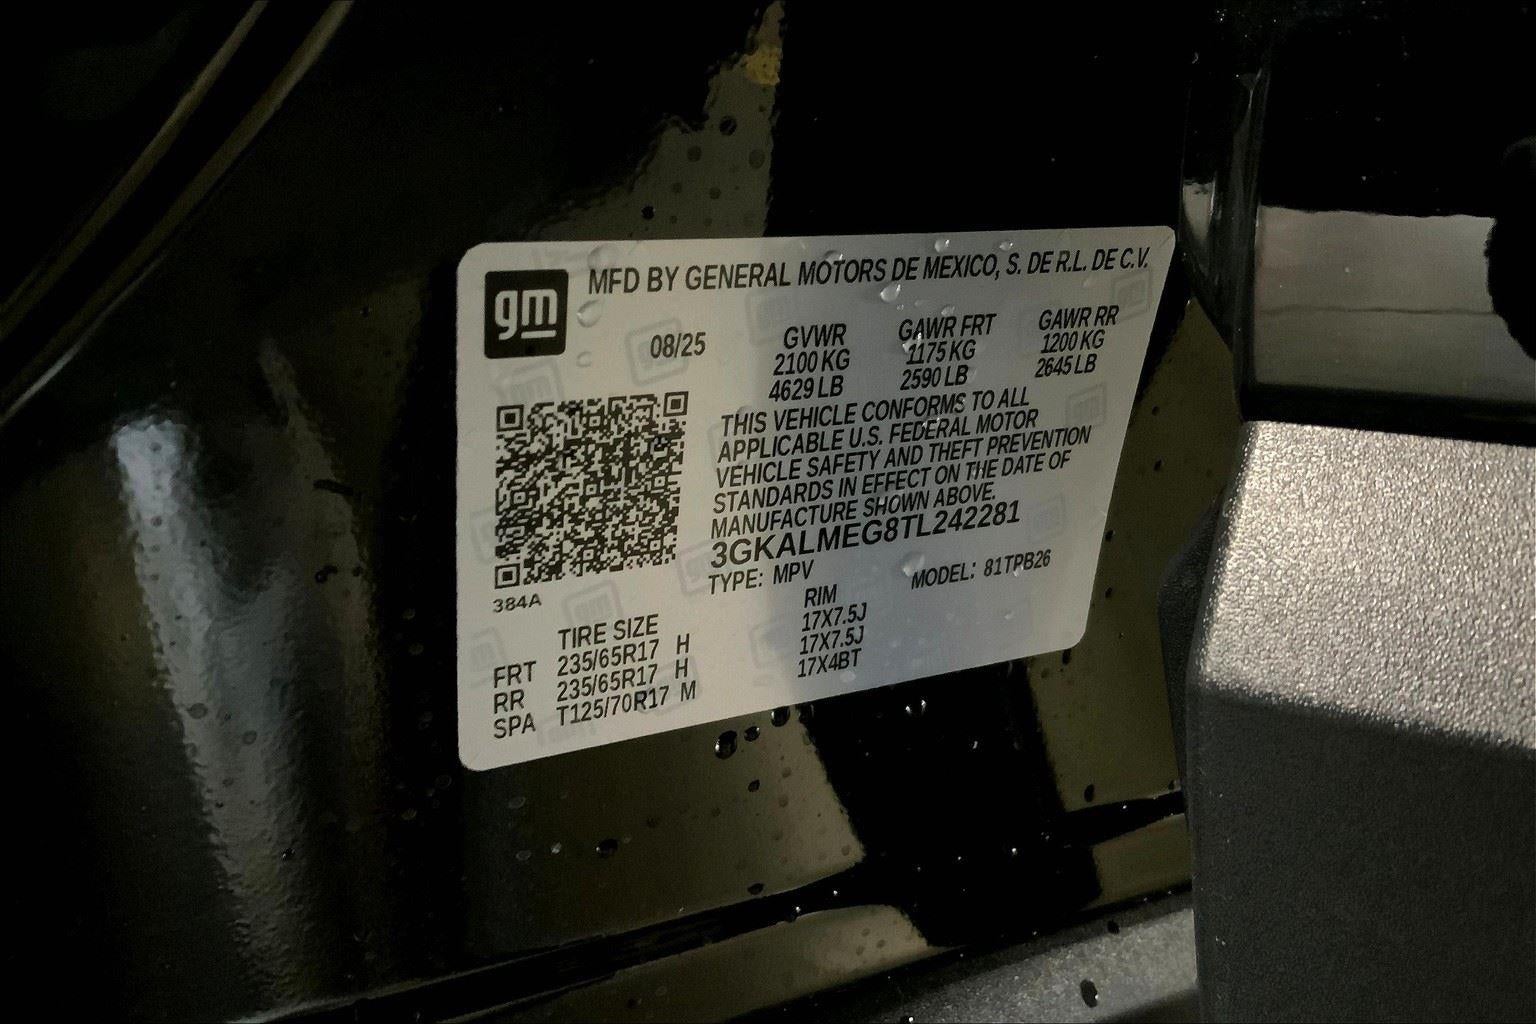 gm
MFD BY GENERAL MOTORS DE MEXICO, S. DE R.L. DE C.V.
08/25
GVWR GAWR FRT GAWR RR
2100 KG 1175 KG 1200 KG
4629 LB 2590 LB 2645 LB
THIS VEHICLE CONFORMS TO ALL
APPLICABLE U.S. FEDERAL MOTOR
VEHICLE SAFETY AND THEFT PREVENTION
STANDARDS IN EFFECT ON THE DATE OF
MANUFACTURE SHOWN ABOVE.
3GKALMEG8TL242281
TYPE: MPV MODEL: 81TPB26
384A
TIRE SIZE RIM
FRT 235/65R17 H 17X7.5J
RR 235/65R17 H 17X7.5J
SPA T125/70R17 M 17X4BT